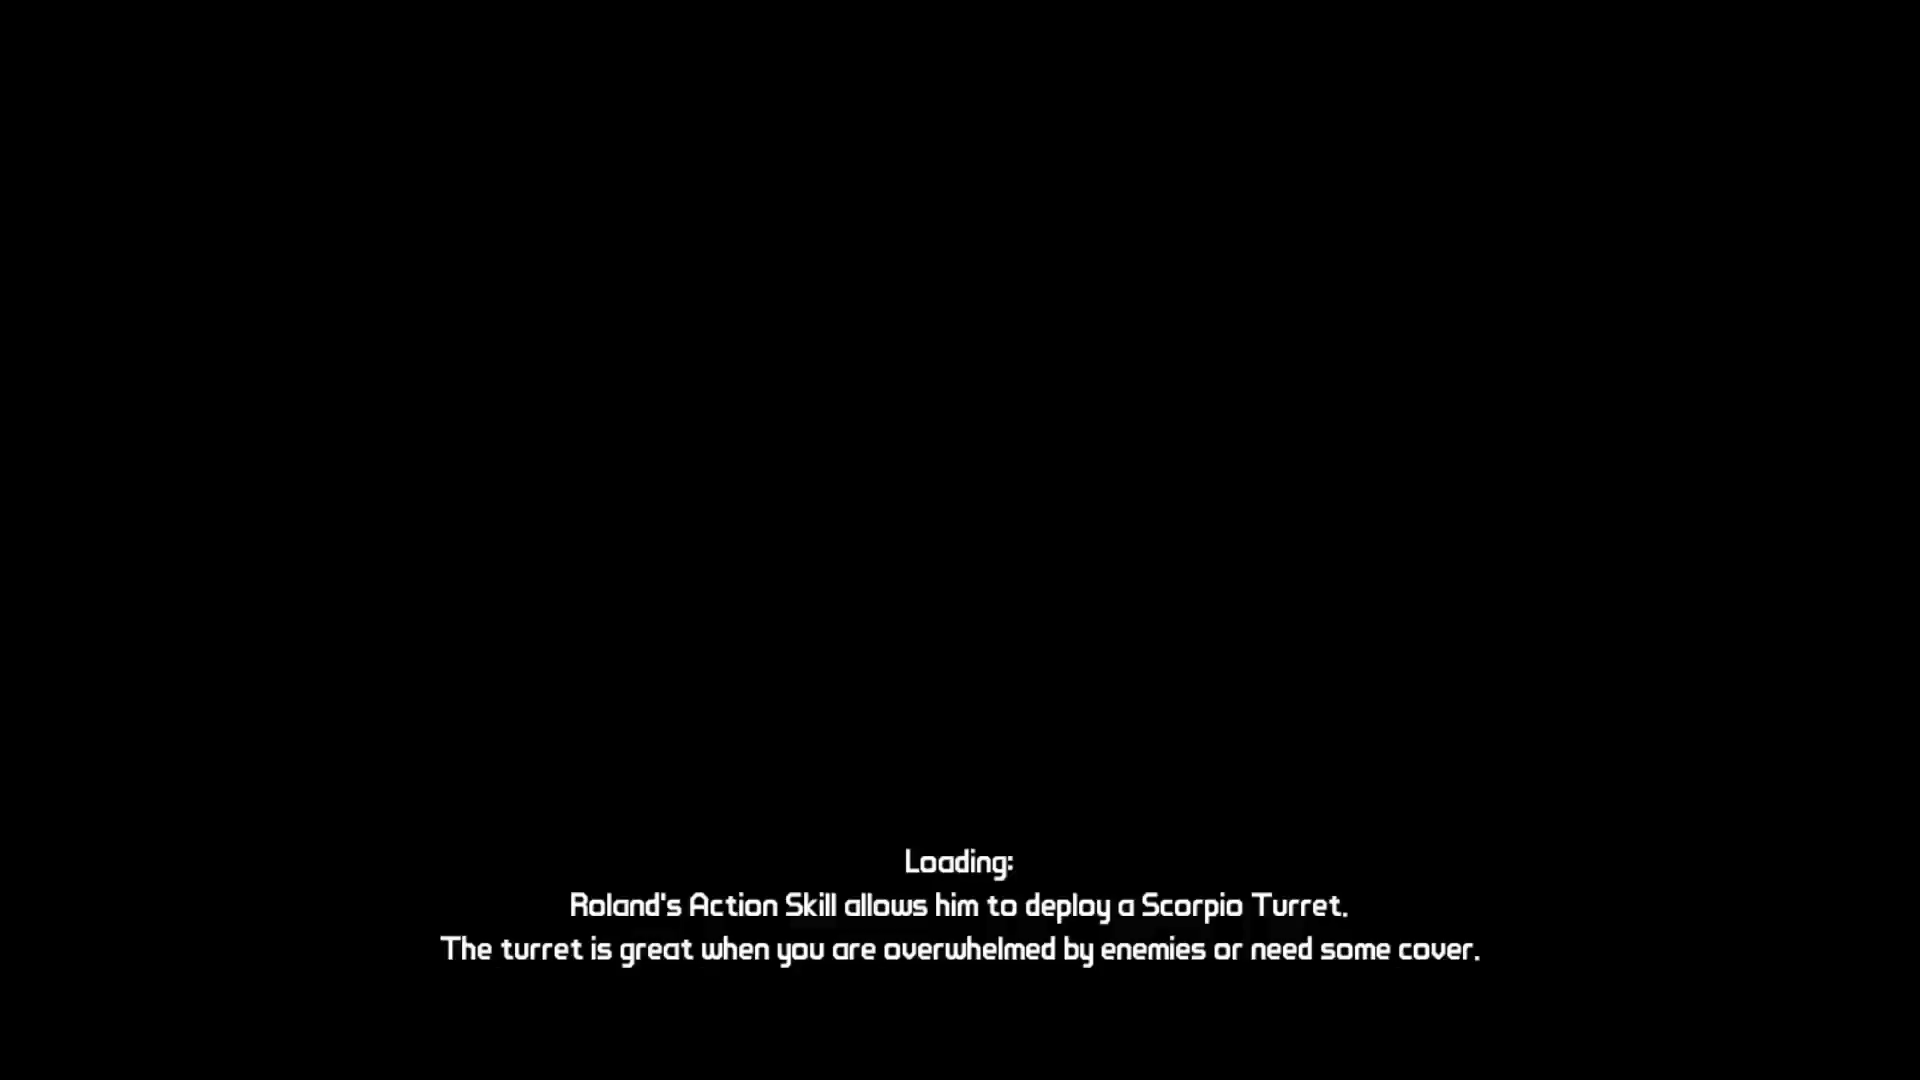 Loading:
Roland's Action Skill allows him to deploy a Scorpio Turret.
The turret is great when you are overwhelmed by enemies or need some cover.